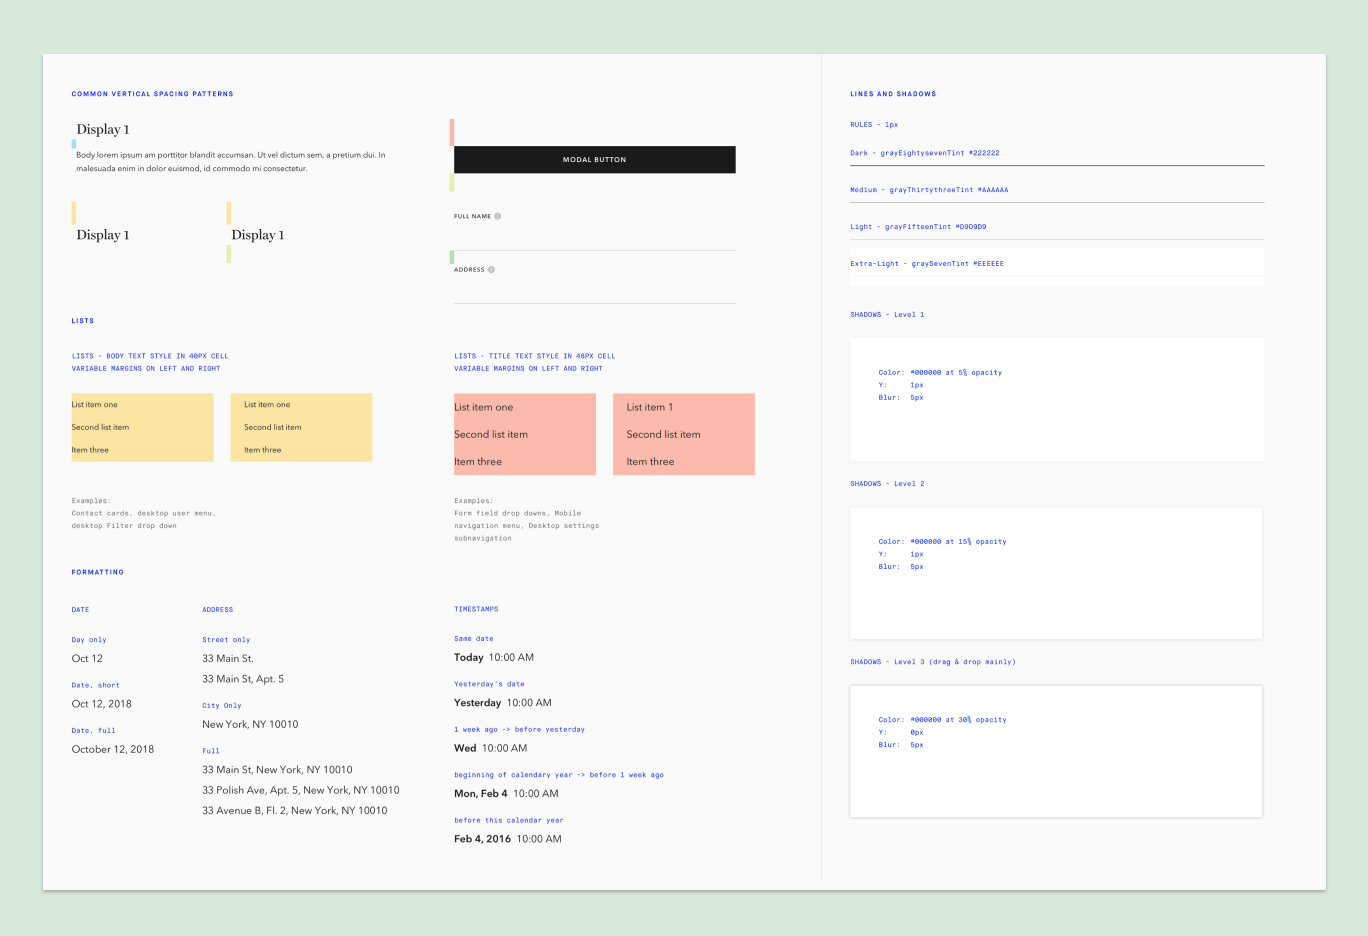 COMMON VERTICAL SPACING PATTERNS
Display 1
Body lorem ipsum am porttitor blandit accumsan. Ut vel dictum sem, a pretium dui. In
malesuada enim in dolor euismod, id commodo mi consectetur.
Display 1
Display 1
MODAL BUTTON
FULL NAME
ADDRESS
LISTS
LISTS - BODY TEXT STYLE IN 40PX CELL
VARIABLE MARGINS ON LEFT AND RIGHT
List item one
Second list item
Item three
List item one
Second list item
Item three
Examples:
Contact cards, desktop user menu,
desktop Filter drop down
LISTS - TITLE TEXT STYLE IN 48PX CELL
VARIABLE MARGINS ON LEFT AND RIGHT
List item one
Second list item
Item three
List item 1
Second list item
Item three
Examples:
Form field drop downs, Mobile
navigation menu, Desktop settings
subnavigation
FORMATTING
DATE
Day only
Oct 12
Date, short
Oct 12, 2018
Date, full
October 12, 2018
ADDRESS
Street only
33 Main St.
33 Main St, Apt. 5
City Only
New York, NY 10010
Full
33 Main St, New York, NY 10010
33 Polish Ave, Apt. 5, New York, NY 10010
33 Avenue B, Fl. 2, New York, NY 10010
TIMESTAMPS
Same date
Today 10:00 AM
Yesterday's date
Yesterday 10:00 AM
1 week ago -> before yesterday
Wed 10:00 AM
beginning of calendary year -> before 1 week ago
Mon, Feb 4 10:00 AM
before this calendar year
Feb 4, 2016 10:00 AM
LINES AND SHADOWS
RULES - 1px
Dark - grayEightysevenTint #222222
Medium - grayThirtythreeTint #AAAAAA
Light - grayFifteenTint #D9D9D9
Extra-Light - graySevenTint #EEEEEE
SHADOWS - Level 1
Color: #000000 at 5% opacity
Y: 1px
Blur: 5px
SHADOWS - Level 2
Color: #000000 at 15% opacity
Y: 1px
Blur: 5px
SHADOWS - Level 3 (drag & drop mainly)
Color: #000000 at 30% opacity
Y: 0px
Blur: 5px